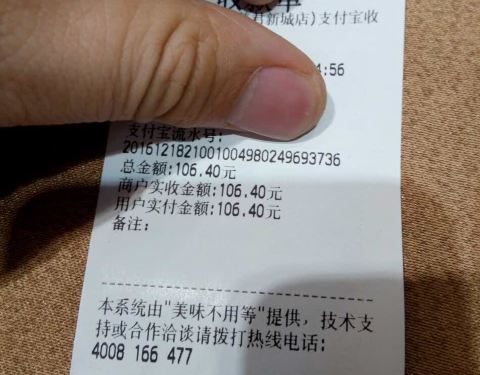 君新城店)支付宝收
4:56
支付宝流水号:
2016121821001004980249693736
总金额:106.40元
商户实收金额:106.40元
用户实付金额:106.40元
备注:
本系统由"美味不用等"提供，技术支
持或合作洽谈请拨打热线电话:
4008 166 477